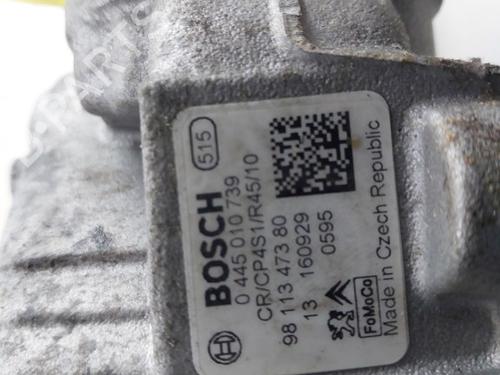 BOSCH
515
0 445 010 739
CR/CP4S1/R45/10
98 113 473 80
13 160929
0595
FoMoCo
Made in Czech Republic